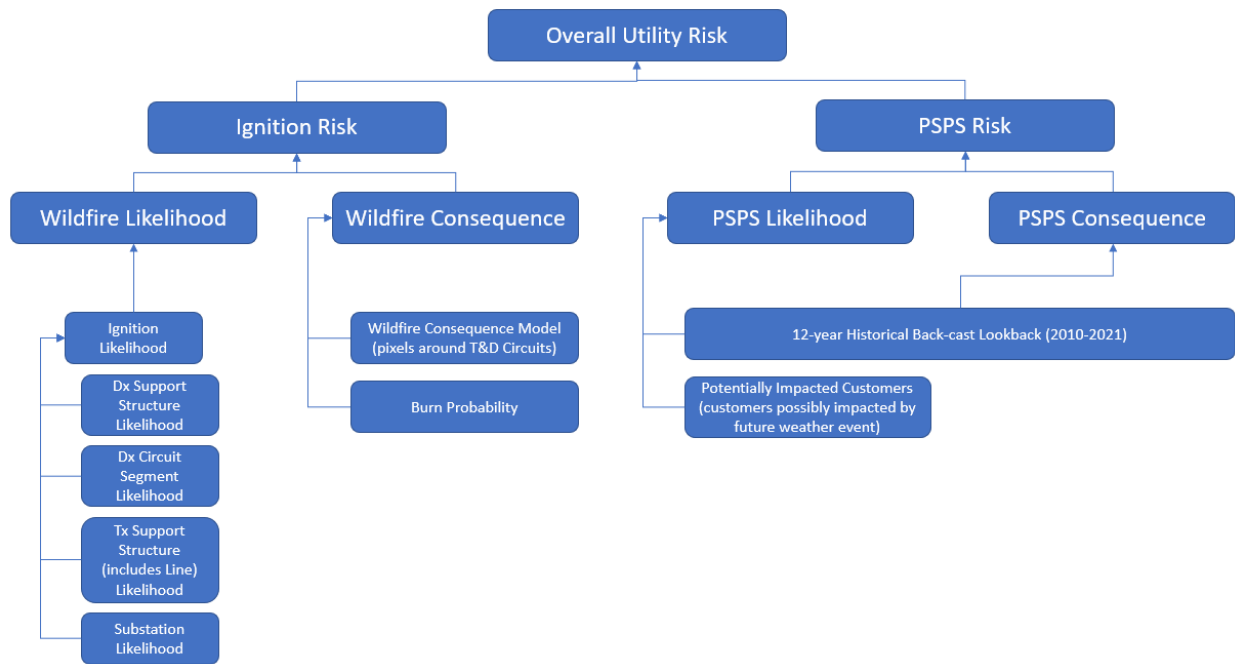 Overall Utility Risk
Ignition Risk
PSPS Risk
Wildfire Likelihood
Wildfire Consequence
PSPS Likelihood
PSPS Consequence
Ignition
Likelihood
Wildfire Consequence Model
(pixels around T&D Circuits)
12-year Historical Back-cast Lookback (2010-2021)
Dx Support
Structure
Likelihood
Burn Probability
Potentially Impacted Customers
(customers possibly impacted by
future weather event)
Dx Circuit
Segment
Likelihood
Tx Support
Structure
(includes Line)
Likelihood
Substation
Likelihood